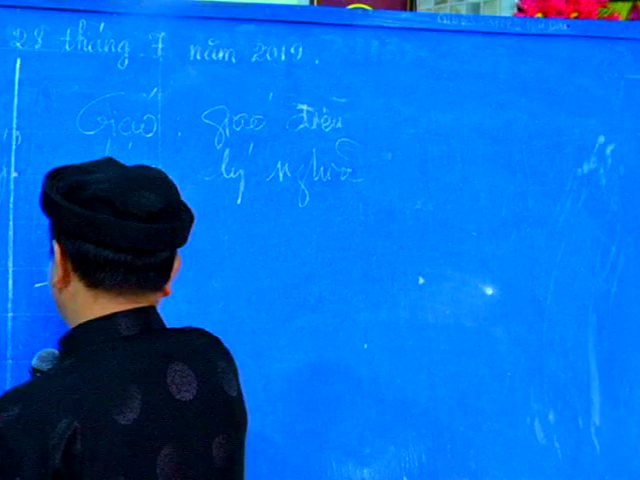 28 tháng 7 năm 2019.
Giáo : giáo điều
lý nghĩa